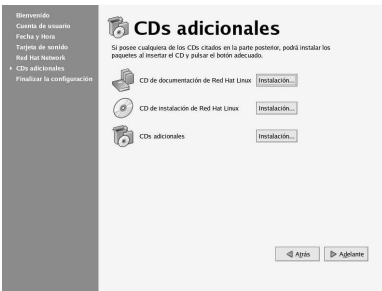 Bienvenido
Cuenta de usuario
Fecha y Hora
Tarjeta de sonido
Red Hat Network
CDs adicionales
Finalizar la configuración
CDs adicionales
Si posee cualquiera de los CDs citados en la parte posterior, podrá instalar los
paquetes al insertar el CD y pulsar el botón adecuado.
CD de documentación de Red Hat Linux Instalación...
CD de instalación de Red Hat Linux Instalación...
CDs adicionales Instalación...
Atrás Adelante